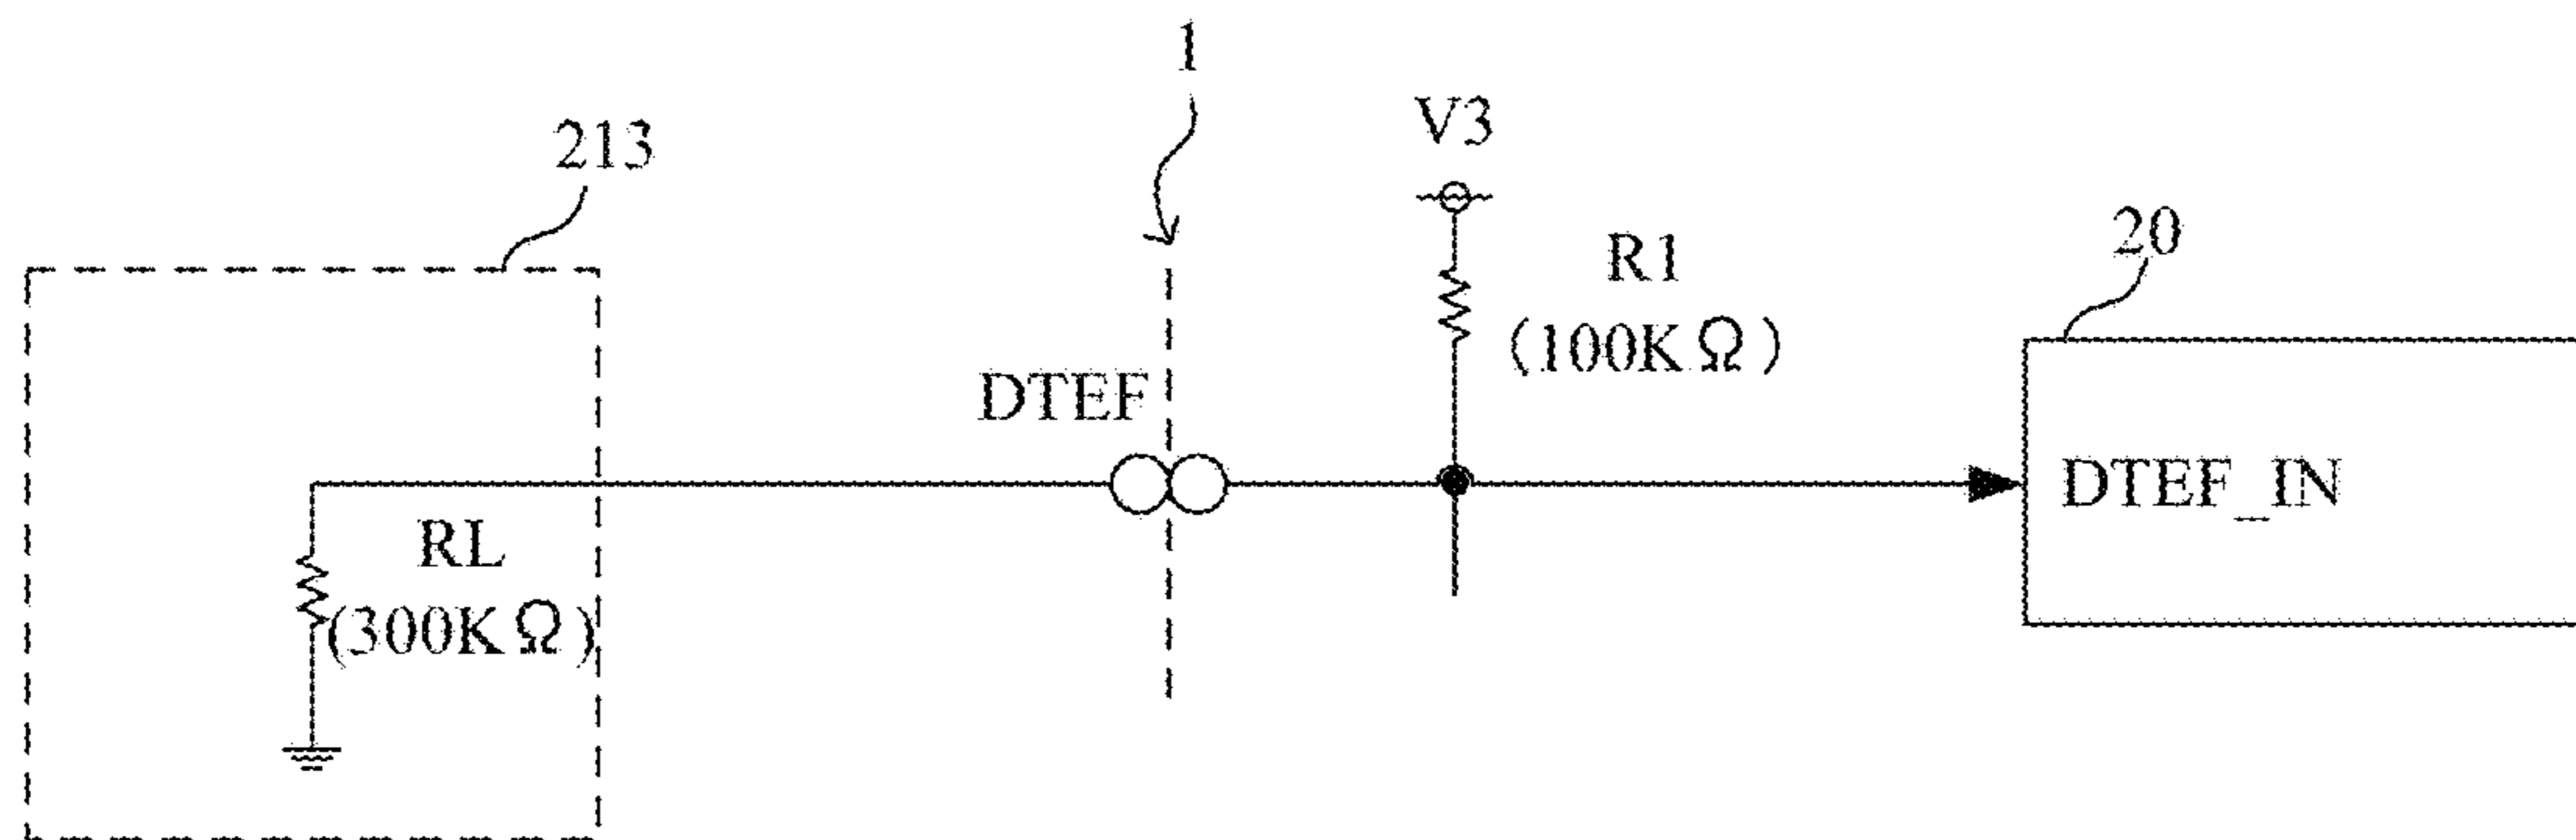 1
V3
213
20
R1
(100KΩ)
DTEF
DTEF_IN
RL
(300KΩ)